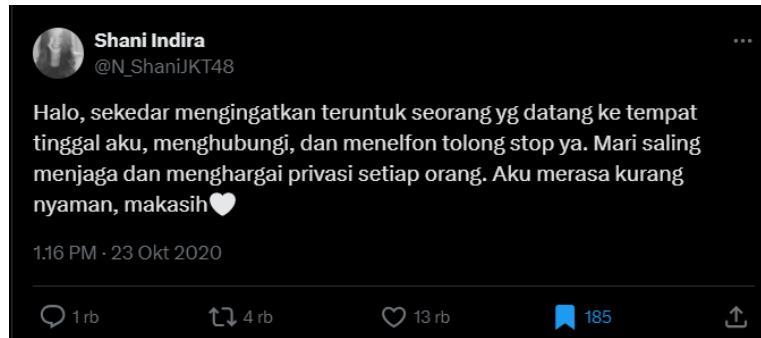 Shani Indira
@N_ShaniJKT48
Halo, sekedar mengingatkan teruntuk seorang yg datang ke tempat
tinggal aku, menghubungi, dan menelfon tolong stop ya. Mari saling
menjaga dan menghargai privasi setiap orang. Aku merasa kurang
nyaman, makasih🤍
1.16 PM · 23 Okt 2020
1 rb 4 rb 13 rb 185